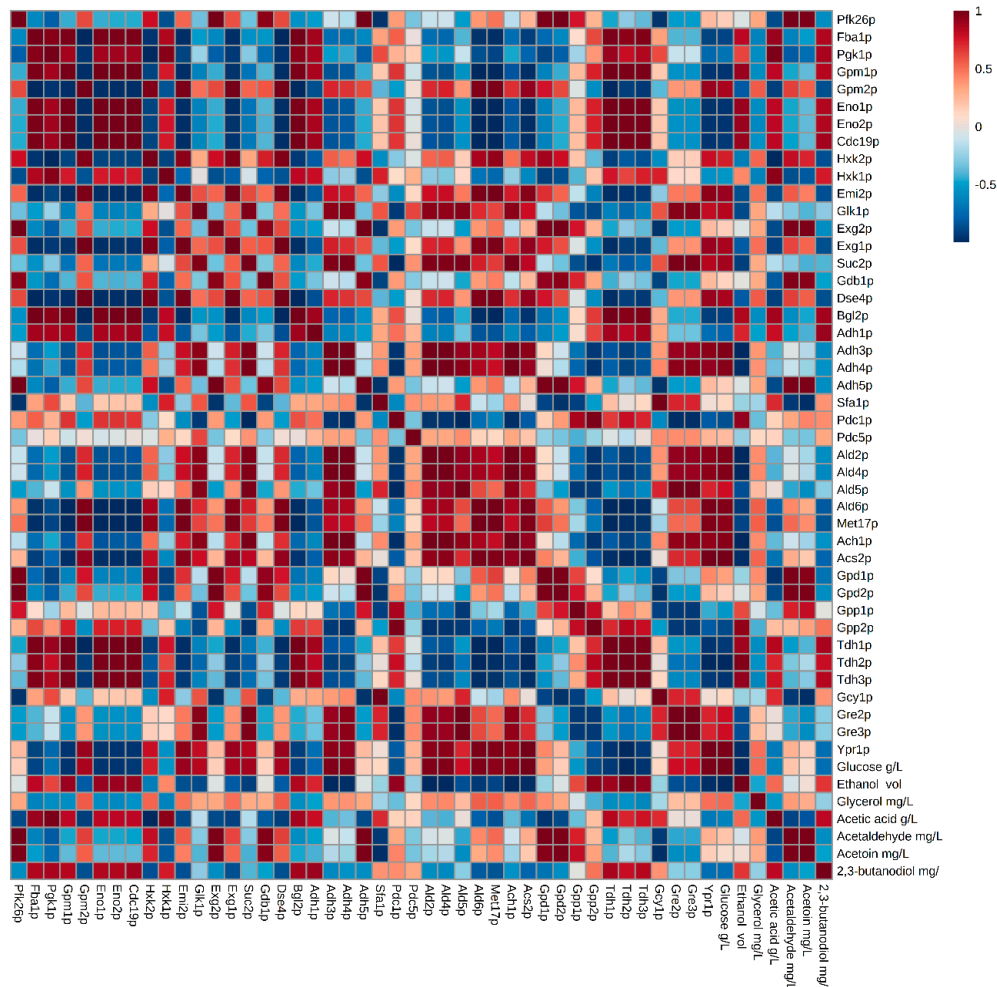 1
0.5
0
-0.5
Pfk26p
Fba1p
Pgk1p
Gpm1p
Gpm2p
Eno1p
Eno2p
Cdc19p
Hxk2p
Hxk1p
Emi2p
Glk1p
Exg2p
Exg1p
Suc2p
Gdb1p
Dse4p
Bgl2p
Adh1p
Adh3p
Adh4p
Adh5p
Sfa1p
Pdc1p
Pdc5p
Ald2p
Ald4p
Ald5p
Ald6p
Met17p
Ach1p
Acs2p
Gpd1p
Gpd2p
Gpp1p
Gpp2p
Tdh1p
Tdh2p
Tdh3p
Gcy1p
Gre2p
Gre3p
Ypr1p
Glucose g/L
Ethanol vol
Glycerol mg/L
Acetic acid g/L
Acetaldehyde mg/L
Acetoin mg/L
2,3-butanodiol mg/
Pfk26p
Fba1p
Pgk1p
Gpm1p
Gpm2p
Eno1p
Eno2p
Cdc19p
Hxk2p
Hxk1p
Emi2p
Glk1p
Exg2p
Exg1p
Suc2p
Gdb1p
Dse4p
Bgl2p
Adh1p
Adh3p
Adh4p
Adh5p
Sfa1p
Pdc1p
Pdc5p
Ald2p
Ald4p
Ald5p
Ald6p
Met17p
Ach1p
Acs2p
Gpd1p
Gpd2p
Gpp1p
Gpp2p
Tdh1p
Tdh2p
Tdh3p
Gcy1p
Gre2p
Gre3p
Ypr1p
Glucose g/L
Ethanol vol
Glycerol mg/L
Acetic acid g/L
Acetaldehyde mg/L
Acetoin mg/L
2,3-butanodiol mg/